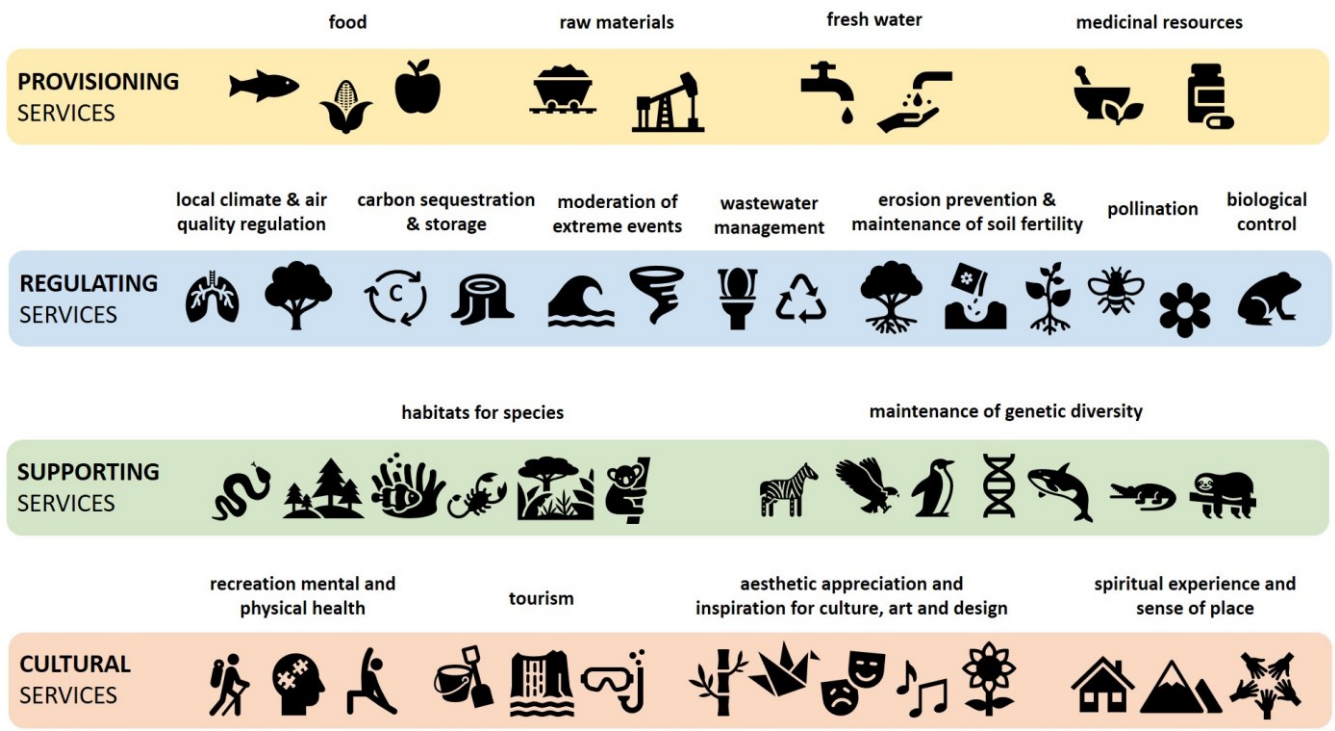 food
raw materials
fresh water
medicinal resources
PROVISIONING
SERVICES
local climate & air
quality regulation
carbon sequestration
& storage
moderation of
extreme events
wastewater
management
erosion prevention &
maintenance of soil fertility
pollination
biological
control
REGULATING
SERVICES
C
habitats for species
maintenance of genetic diversity
SUPPORTING
SERVICES
recreation mental and
physical health
tourism
aesthetic appreciation and
inspiration for culture, art and design
spiritual experience and
sense of place
CULTURAL
SERVICES